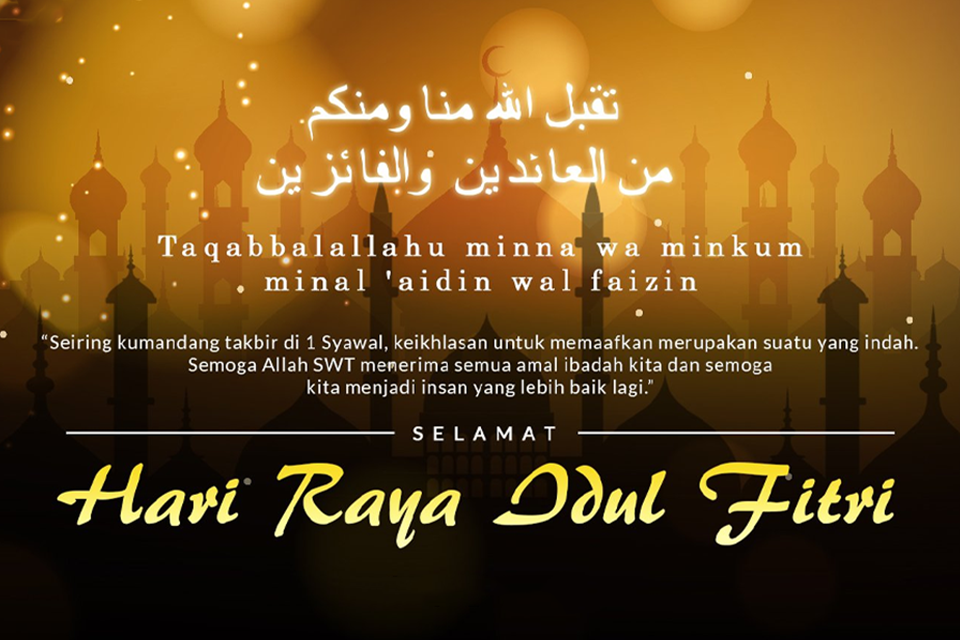 تقبل الله منا ومنكم
من العائدين والفائزين
Taqabbalallahu minna wa minkum
minal 'aidin wal faizin
“Seiring kumandang takbir di 1 Syawal, keikhlasan untuk memaafkan merupakan suatu yang indah.
Semoga Allah SWT menerima semua amal ibadah kita dan semoga
kita menjadi insan yang lebih baik lagi.”
SELAMAT
Hari Raya Idul Fitri